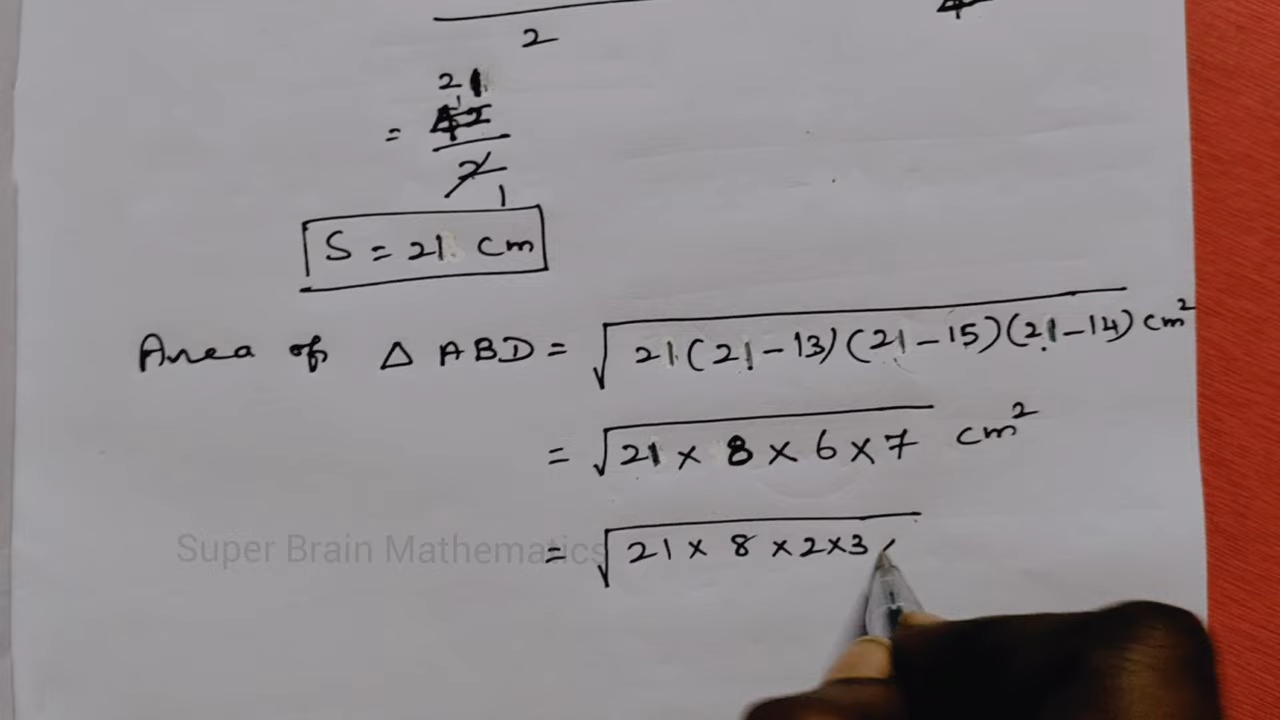 2
21
= 42
2
1
S = 21 cm
Area of Δ ABD = √21(21-13)(21-15)(21-14) cm²
= √21 × 8 × 6 × 7 cm²
= √21 × 8 × 2 × 3
Super Brain Mathematics